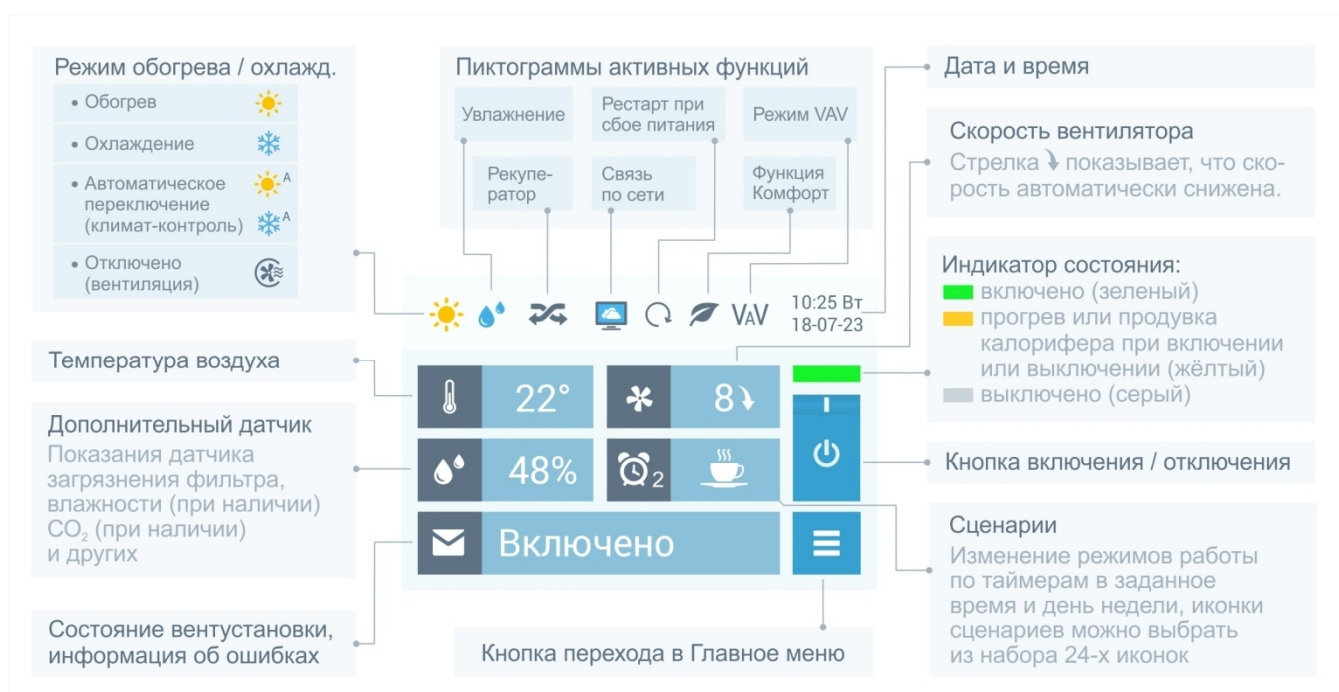 Режим обогрева / охлажд.
• Обогрев
• Охлаждение
• Автоматическое
переключение
(климат-контроль)
A
A
• Отключено
(вентиляция)
Температура воздуха
Дополнительный датчик
Показания датчика
загрязнения фильтра,
влажности (при наличии)
CO₂ (при наличии)
и других
Состояние вентустановки,
информация об ошибках
Пиктограммы активных функций
Увлажнение
Рестарт при
сбое питания
Режим VAV
Рекупе-
ратор
Связь
по сети
Функция
Комфорт
VAV
10:25 Вт
18-07-23
22°
8
48%
2
Включено
Кнопка перехода в Главное меню
Дата и время
Скорость вентилятора
Стрелка показывает, что ско-
рость автоматически снижена.
Индикатор состояния:
включено (зеленый)
прогрев или продувка
калорифера при включении
или выключении (жёлтый)
выключено (серый)
Кнопка включения / отключения
Сценарии
Изменение режимов работы
по таймерам в заданное
время и день недели, иконки
сценариев можно выбрать
из набора 24-х иконок